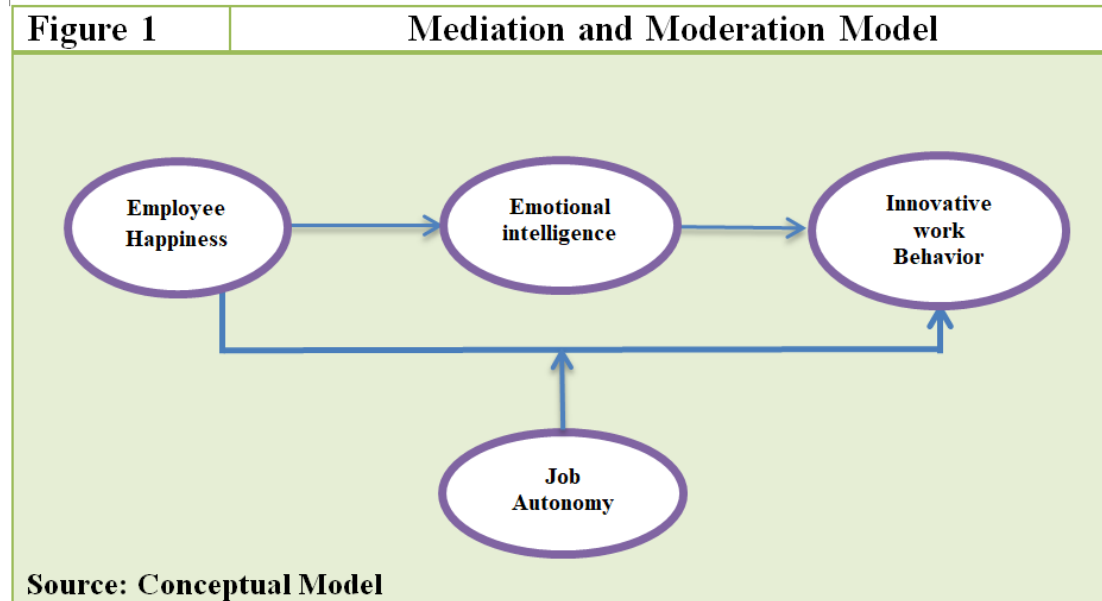 Figure 1
Mediation and Moderation Model
Employee
Happiness
Emotional
intelligence
Innovative
work
Behavior
Job
Autonomy
Source: Conceptual Model